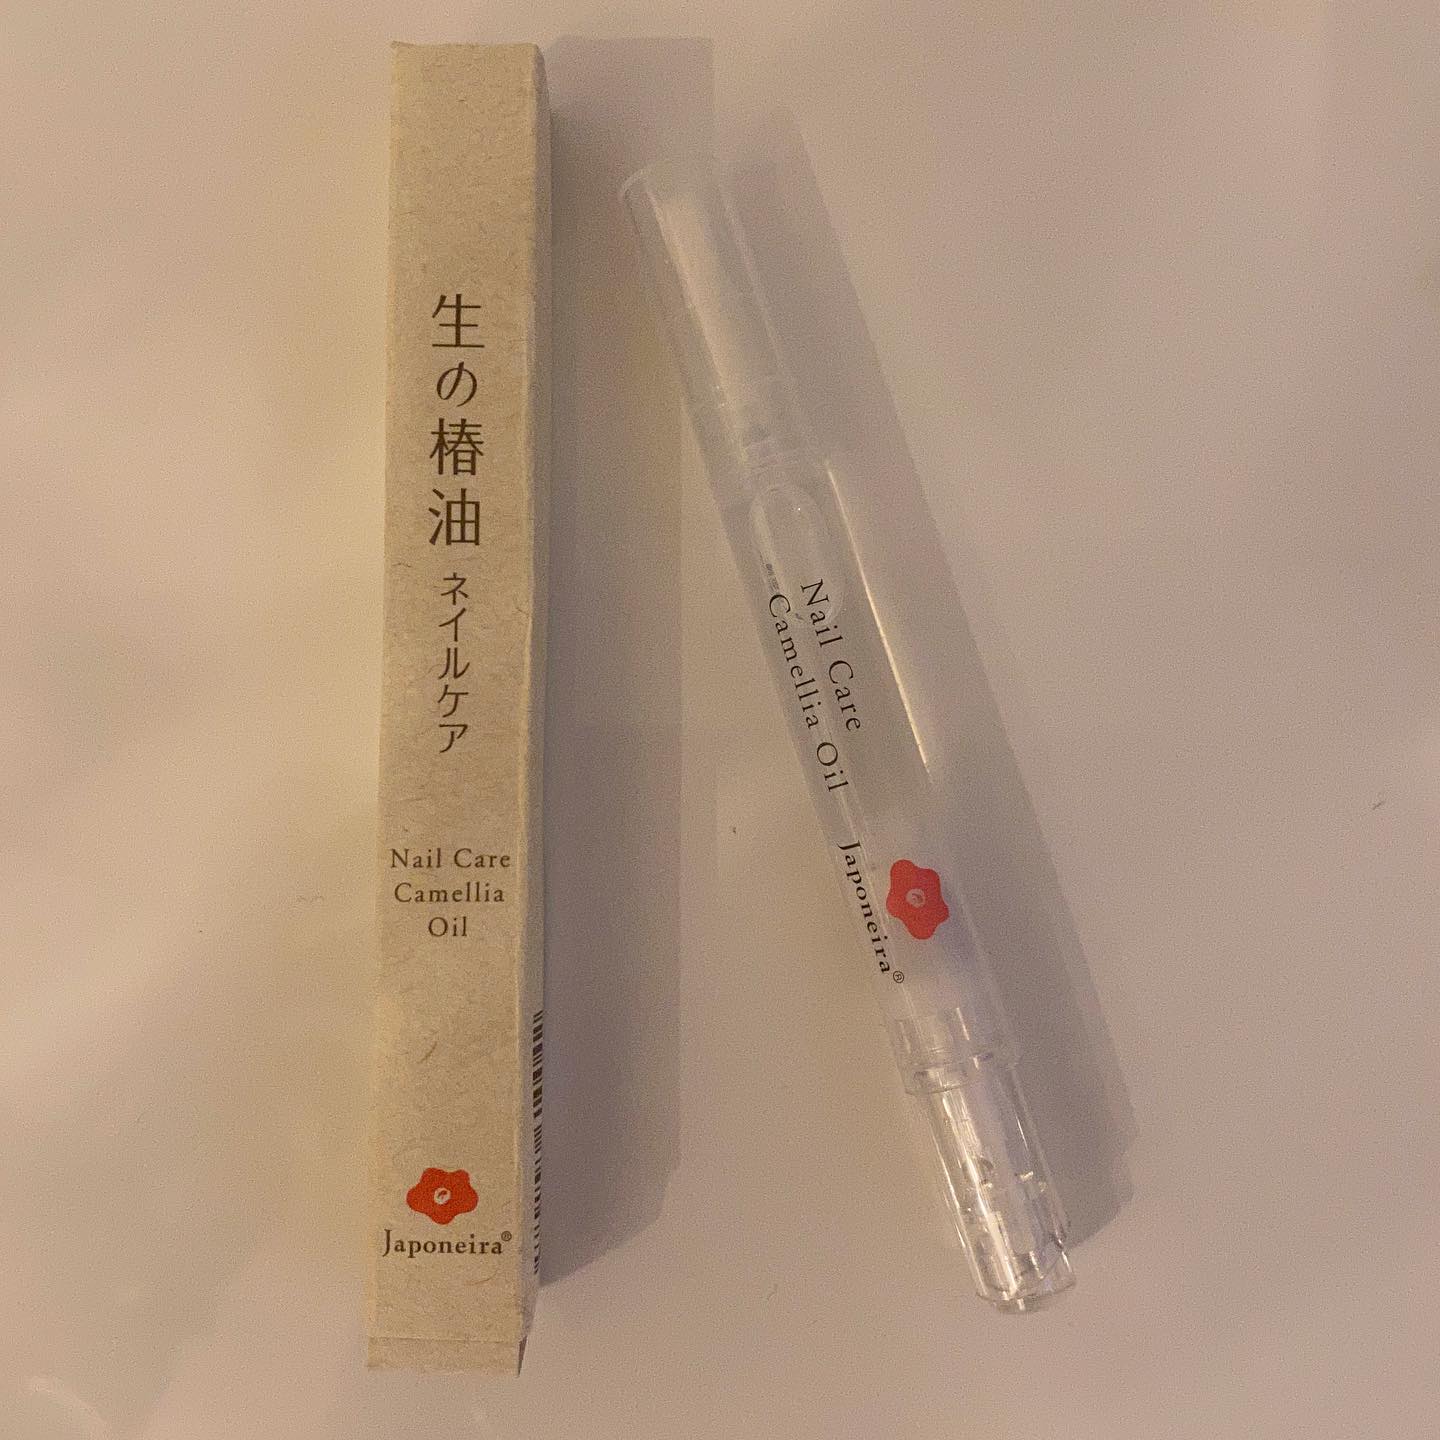 生の椿油 ネイルケア
Nail Care
Camellia
Oil
Japoneira®
Nail Care
Camellia Oil
Japoneira®